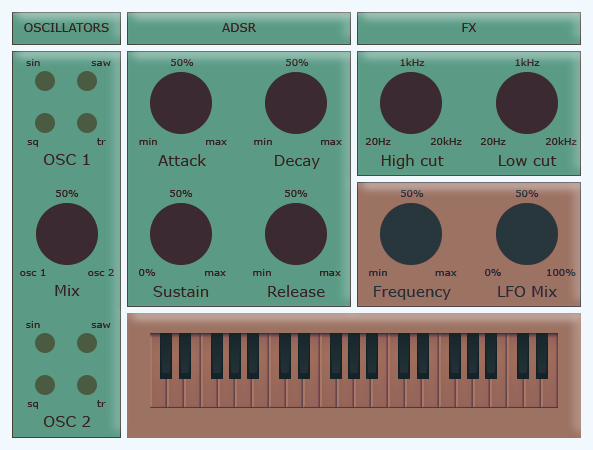 OSCILLATORS
ADSR
FX
sin saw
sq tr
OSC 1
50%
osc 1 osc 2
Mix
sin saw
sq tr
OSC 2
50% 50%
min max min max
Attack Decay
50% 50%
0% max min max
Sustain Release
1kHz 1kHz
20Hz 20kHz 20Hz 20kHz
High cut Low cut
50% 50%
min max 0% 100%
Frequency LFO Mix